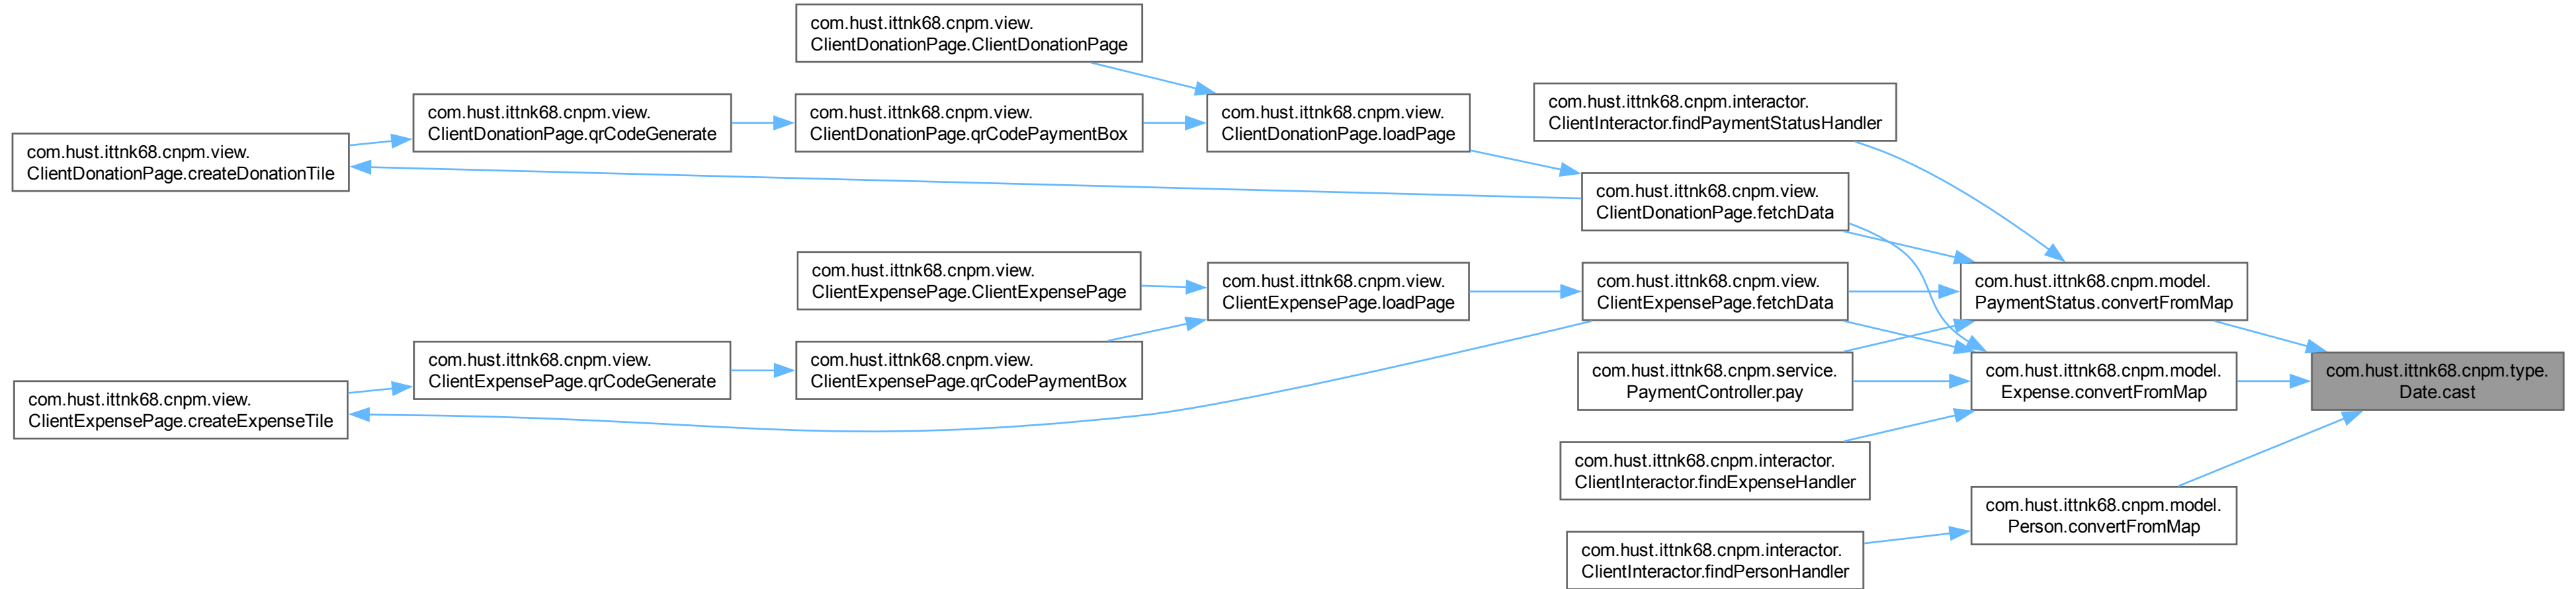 com.hust.ittnk68.cnpm.view.
ClientDonationPage.ClientDonationPage
com.hust.ittnk68.cnpm.interactor.
ClientInteractor.findPaymentStatusHandler
com.hust.ittnk68.cnpm.view.
ClientDonationPage.qrCodeGenerate
com.hust.ittnk68.cnpm.view.
ClientDonationPage.qrCodePaymentBox
com.hust.ittnk68.cnpm.view.
ClientDonationPage.loadPage
com.hust.ittnk68.cnpm.view.
ClientDonationPage.createDonationTile
com.hust.ittnk68.cnpm.view.
ClientDonationPage.fetchData
com.hust.ittnk68.cnpm.view.
ClientExpensePage.ClientExpensePage
com.hust.ittnk68.cnpm.view.
ClientExpensePage.loadPage
com.hust.ittnk68.cnpm.view.
ClientExpensePage.fetchData
com.hust.ittnk68.cnpm.model.
PaymentStatus.convertFromMap
com.hust.ittnk68.cnpm.view.
ClientExpensePage.qrCodeGenerate
com.hust.ittnk68.cnpm.view.
ClientExpensePage.qrCodePaymentBox
com.hust.ittnk68.cnpm.service.
PaymentController.pay
com.hust.ittnk68.cnpm.model.
Expense.convertFromMap
com.hust.ittnk68.cnpm.type.
Date.cast
com.hust.ittnk68.cnpm.view.
ClientExpensePage.createExpenseTile
com.hust.ittnk68.cnpm.interactor.
ClientInteractor.findExpenseHandler
com.hust.ittnk68.cnpm.model.
Person.convertFromMap
com.hust.ittnk68.cnpm.interactor.
ClientInteractor.findPersonHandler